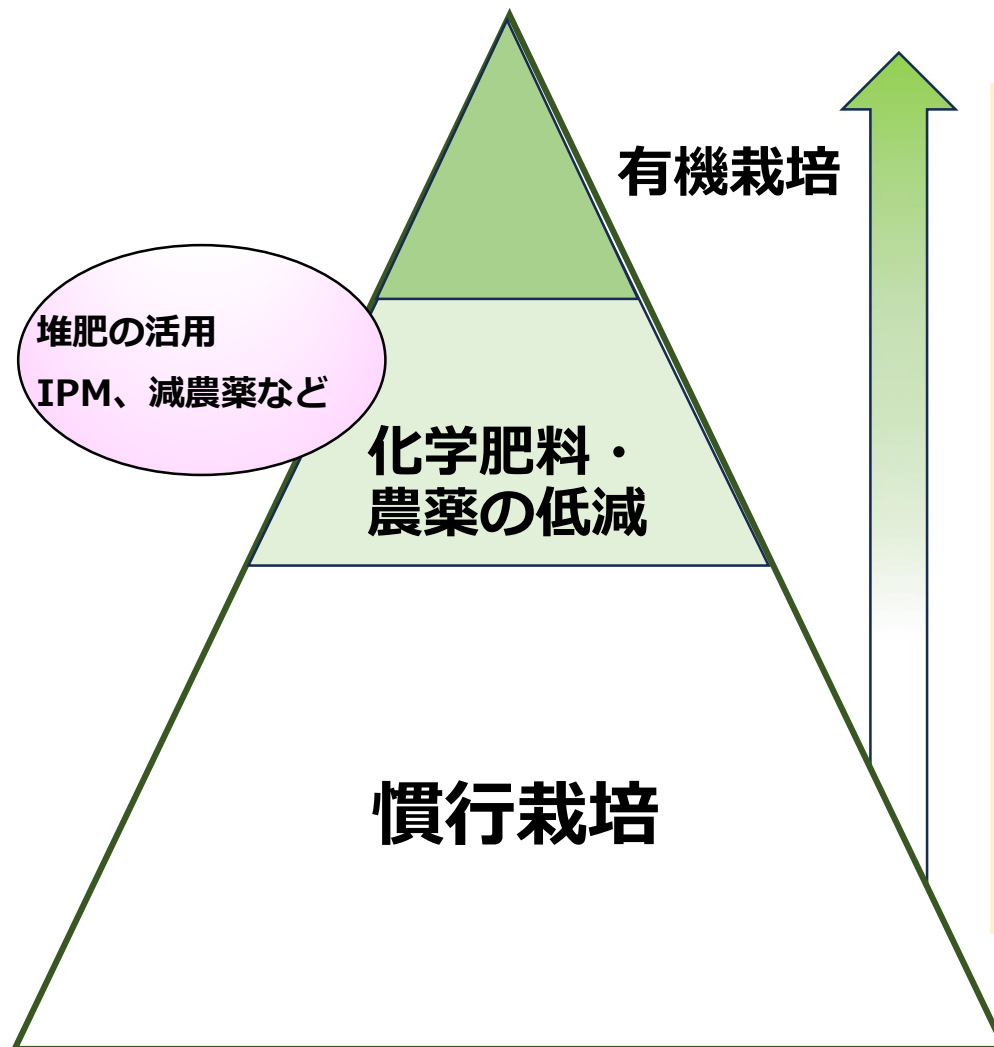 有機栽培
堆肥の活用
IPM、減農薬など
化学肥料・
農薬の低減
慣行栽培